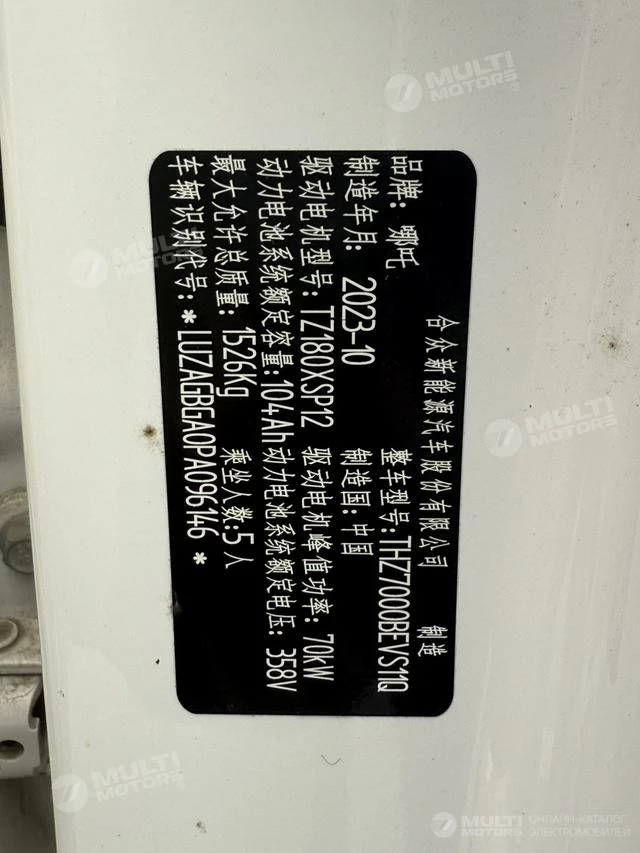 合众新能源汽车股份有限公司 制造
品牌: 哪吒 整车型号: THZ7000BEVS11Q
制造年月: 2023-10 制造国: 中国
驱动电机型号: TZ180XSP12 驱动电机峰值功率: 70kW
动力电池系统额定容量: 104Ah 动力电池系统额定电压: 358V
最大允许总质量: 1526Kg 乘坐人数: 5人
车辆识别代号: *LUZAGBGA0PA096146*
MULTI MOTORS®
MULTI MOTORS®
MULTI MOTORS®
MULTI MOTORS®
MULTI MOTORS
ОНЛАЙН-КАТАЛОГ ЭЛЕКТРОМОБИЛЕЙ